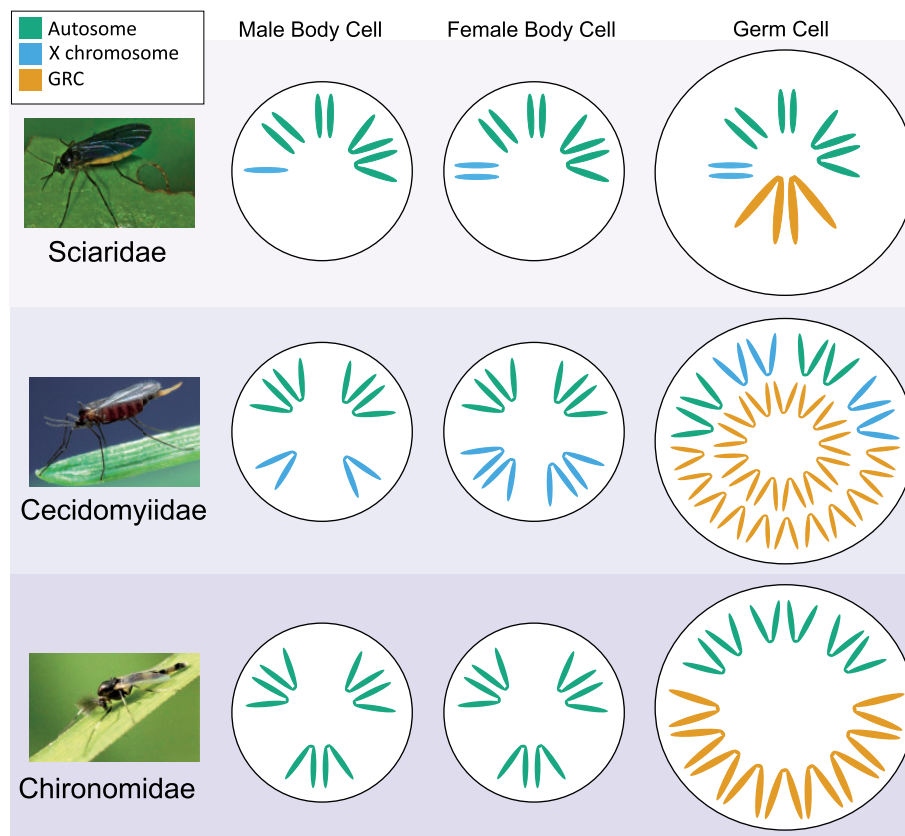 Autosome
X chromosome
GRC
Male Body Cell
Female Body Cell
Germ Cell
Sciaridae
Cecidomyiidae
Chironomidae